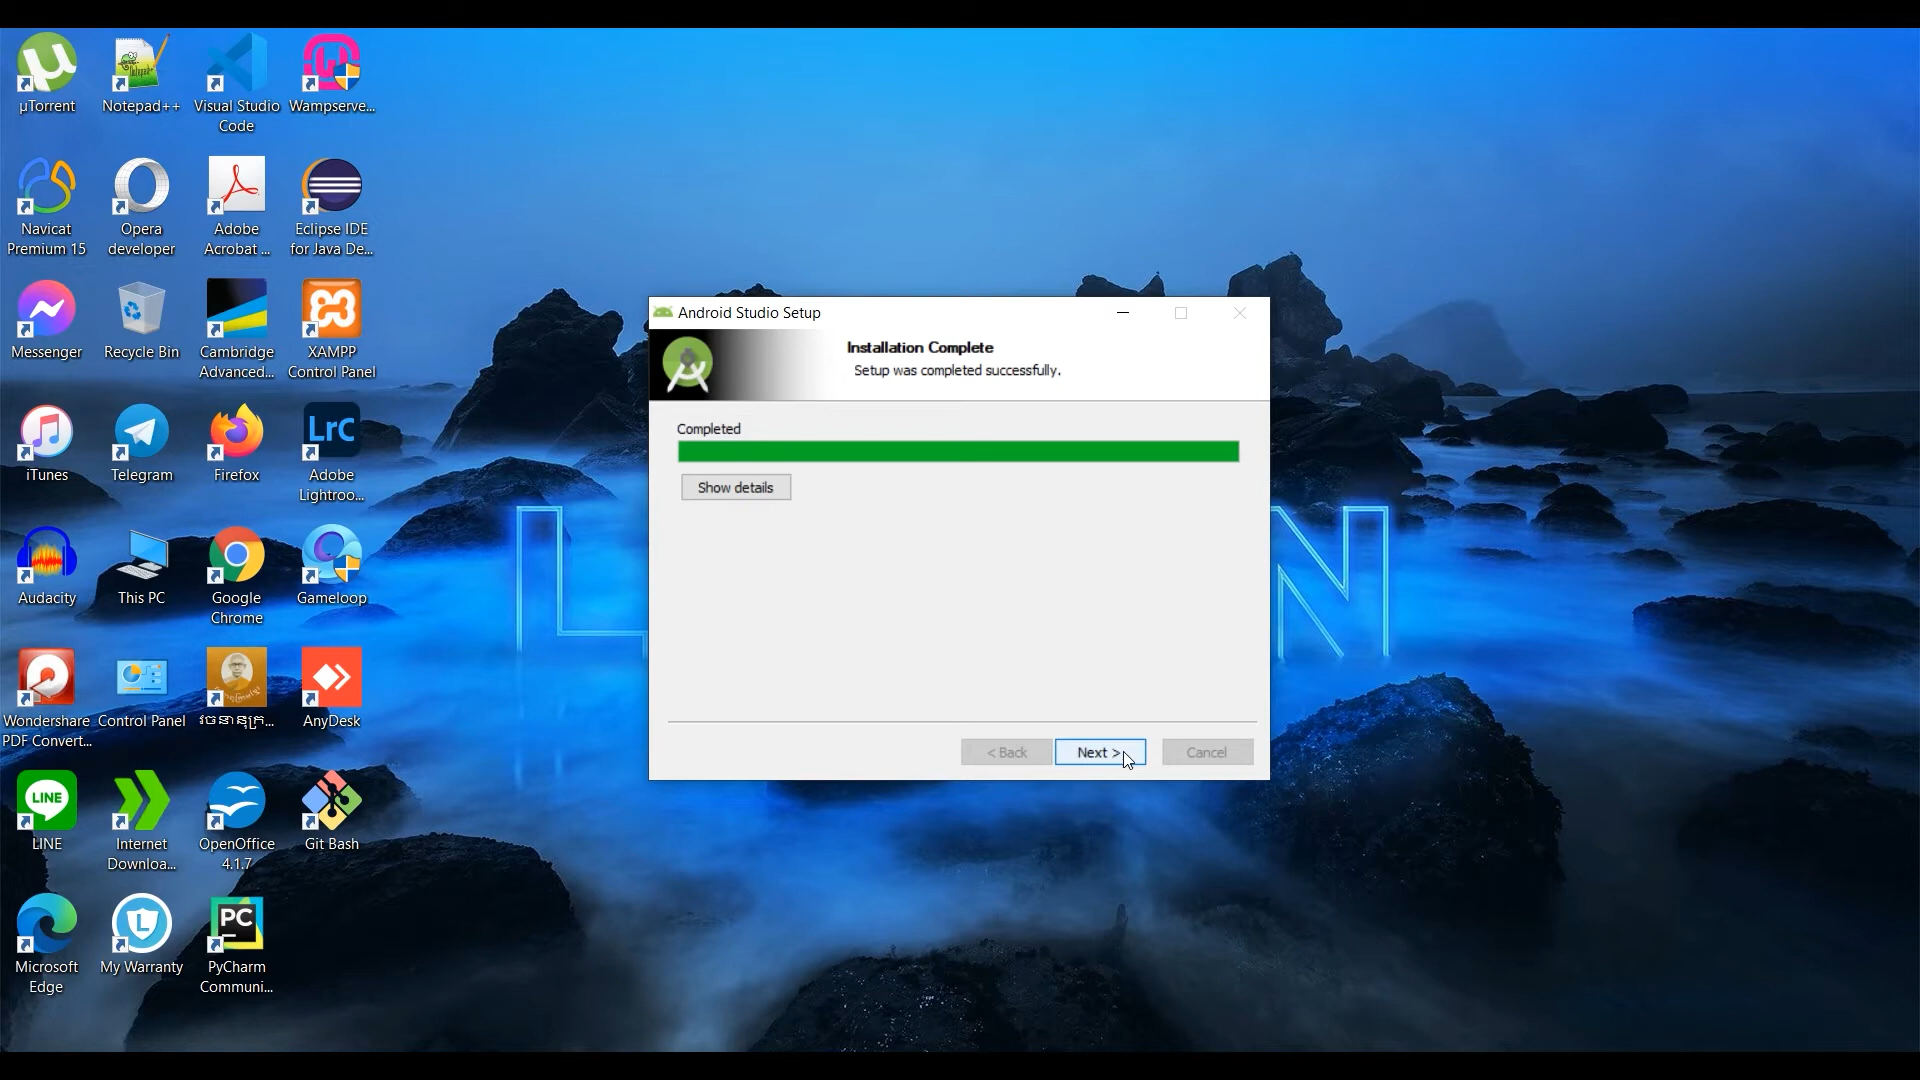 µTorrent
Notepad++
Visual Studio
Code
Wampserve...
Navicat
Premium 15
Opera
developer
Adobe
Acrobat ...
Eclipse IDE
for Java De...
Messenger
Recycle Bin
Cambridge
Advanced...
XAMPP
Control Panel
iTunes
Telegram
Firefox
LrC
Adobe
Lightroo...
Audacity
This PC
Google
Chrome
Gameloop
Wondershare
PDF Convert...
Control Panel
AnyDesk
LINE
LINE
Internet
Downloa...
OpenOffice
4.1.7
Git Bash
Microsoft
Edge
My Warranty
PC
PyCharm
Communi...
Android Studio Setup
Installation Complete
Setup was completed successfully.
Completed
Show details
< Back
Next >
Cancel
L
N